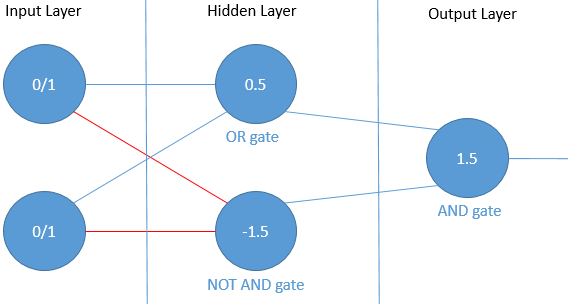 Input Layer
Hidden Layer
Output Layer
0/1
0.5
OR gate
1.5
AND gate
0/1
-1.5
NOT AND gate